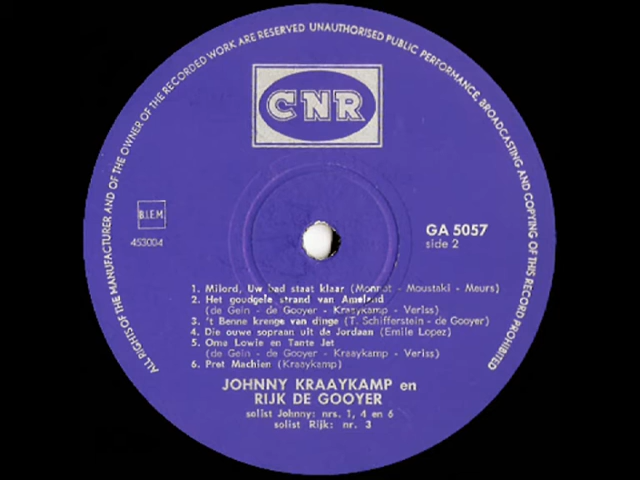 ALL RIGHTS OF THE MANUFACTURER AND OF THE OWNER OF THE RECORDED WORK ARE RESERVED UNAUTHORISED PUBLIC PERFORMANCE, BROADCASTING AND COPYING OF THIS RECORD PROHIBITED
CNR
B.I.E.M.
453004
GA 5057
side 2
1. Milord, Uw bad staat klaar (Monnot - Moustaki - Meurs)
2. Het goudgele strand van Ameland
(de Gein - de Gooyer - Kraaykamp - Veriss)
3. 't Benne krenge van dinge (T. Schifferstein - de Gooyer)
4. Die ouwe sopraan uit de Jordaan (Emile Lopez)
5. Ome Lowie en Tante Jet
(de Gein - de Gooyer - Kraaykamp - Veriss)
6. Pret Machien (Kraaykamp)
JOHNNY KRAAYKAMP en
RIJK DE GOOYER
solist Johnny: nrs. 1, 4 en 6
solist Rijk: nr. 3